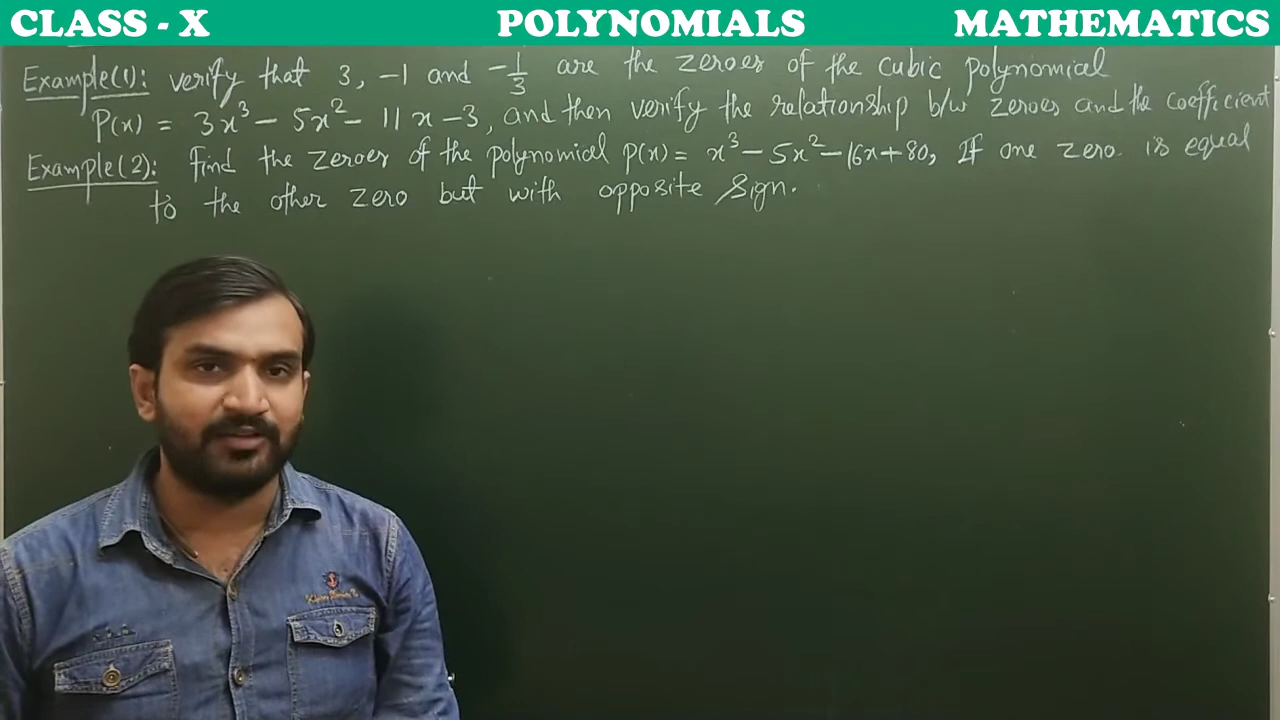 CLASS - X POLYNOMIALS MATHEMATICS
Example(1): verify that 3, -1 and -1/3 are the zeroes of the cubic polynomial
P(x) = 3x³ - 5x² - 11x - 3, and then verify the relationship b/w zeroes and the coefficient
Example(2): Find the zeroes of the polynomial P(x) = x³ - 5x² - 16x + 80, If one zero is equal
to the other zero but with opposite sign.